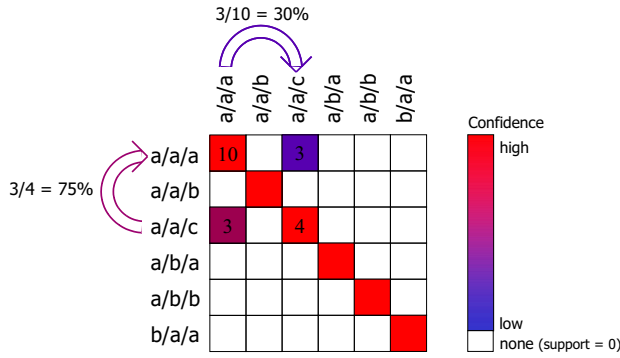 3/10 = 30%
a/a/a a/a/b a/a/c a/b/a a/b/b b/a/a
Confidence
a/a/a 10 3 high
a/a/b
3/4 = 75%
a/a/c 3 4
a/b/a
a/b/b
low
b/a/a none (support = 0)